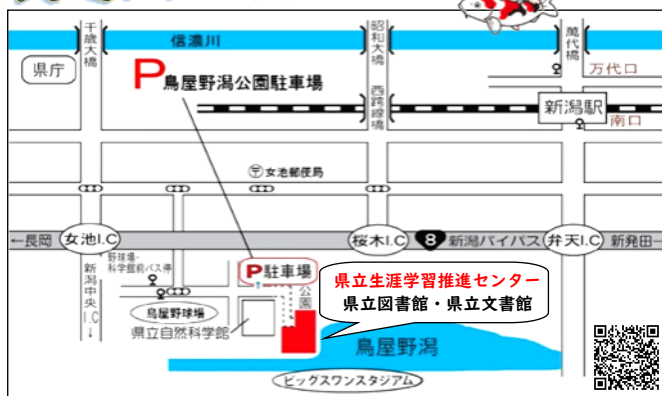 千歳大橋
信濃川
昭和大橋
萬代橋
県庁
P鳥屋野潟公園駐車場
万代口
西跨線橋
新潟駅
南口
〒女池郵便局
←長岡
女池I.C
桜木I.C
8
新潟バイパス
弁天I.C
新発田→
野球場・
科学館前バス停
P駐車場
公園
県立生涯学習推進センター
県立図書館・県立文書館
新潟中央I.C
↓
鳥屋野球場
県立自然科学館
鳥屋野潟
ビッグスワンスタジアム